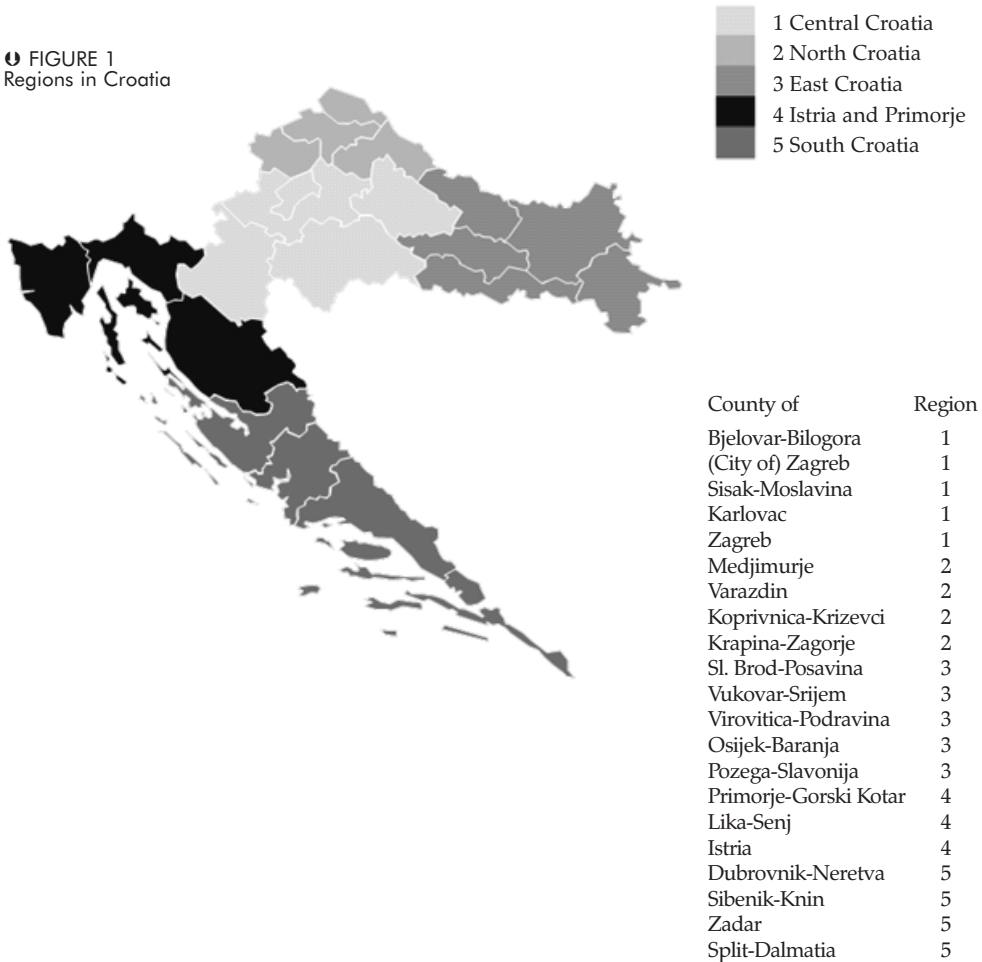 FIGURE 1
Regions in Croatia
1 Central Croatia
2 North Croatia
3 East Croatia
4 Istria and Primorje
5 South Croatia
County of Region
Bjelovar-Bilogora 1
(City of) Zagreb 1
Sisak-Moslavina 1
Karlovac 1
Zagreb 1
Medjimurje 2
Varazdin 2
Koprivnica-Krizevci 2
Krapina-Zagorje 2
Sl. Brod-Posavina 3
Vukovar-Srijem 3
Virovitica-Podravina 3
Osijek-Baranja 3
Pozega-Slavonija 3
Primorje-Gorski Kotar 4
Lika-Senj 4
Istria 4
Dubrovnik-Neretva 5
Sibenik-Knin 5
Zadar 5
Split-Dalmatia 5